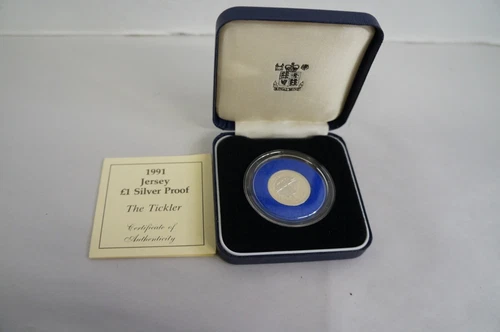 1991
Jersey
£1 Silver Proof
The Tickler
Certificate of
Authenticity